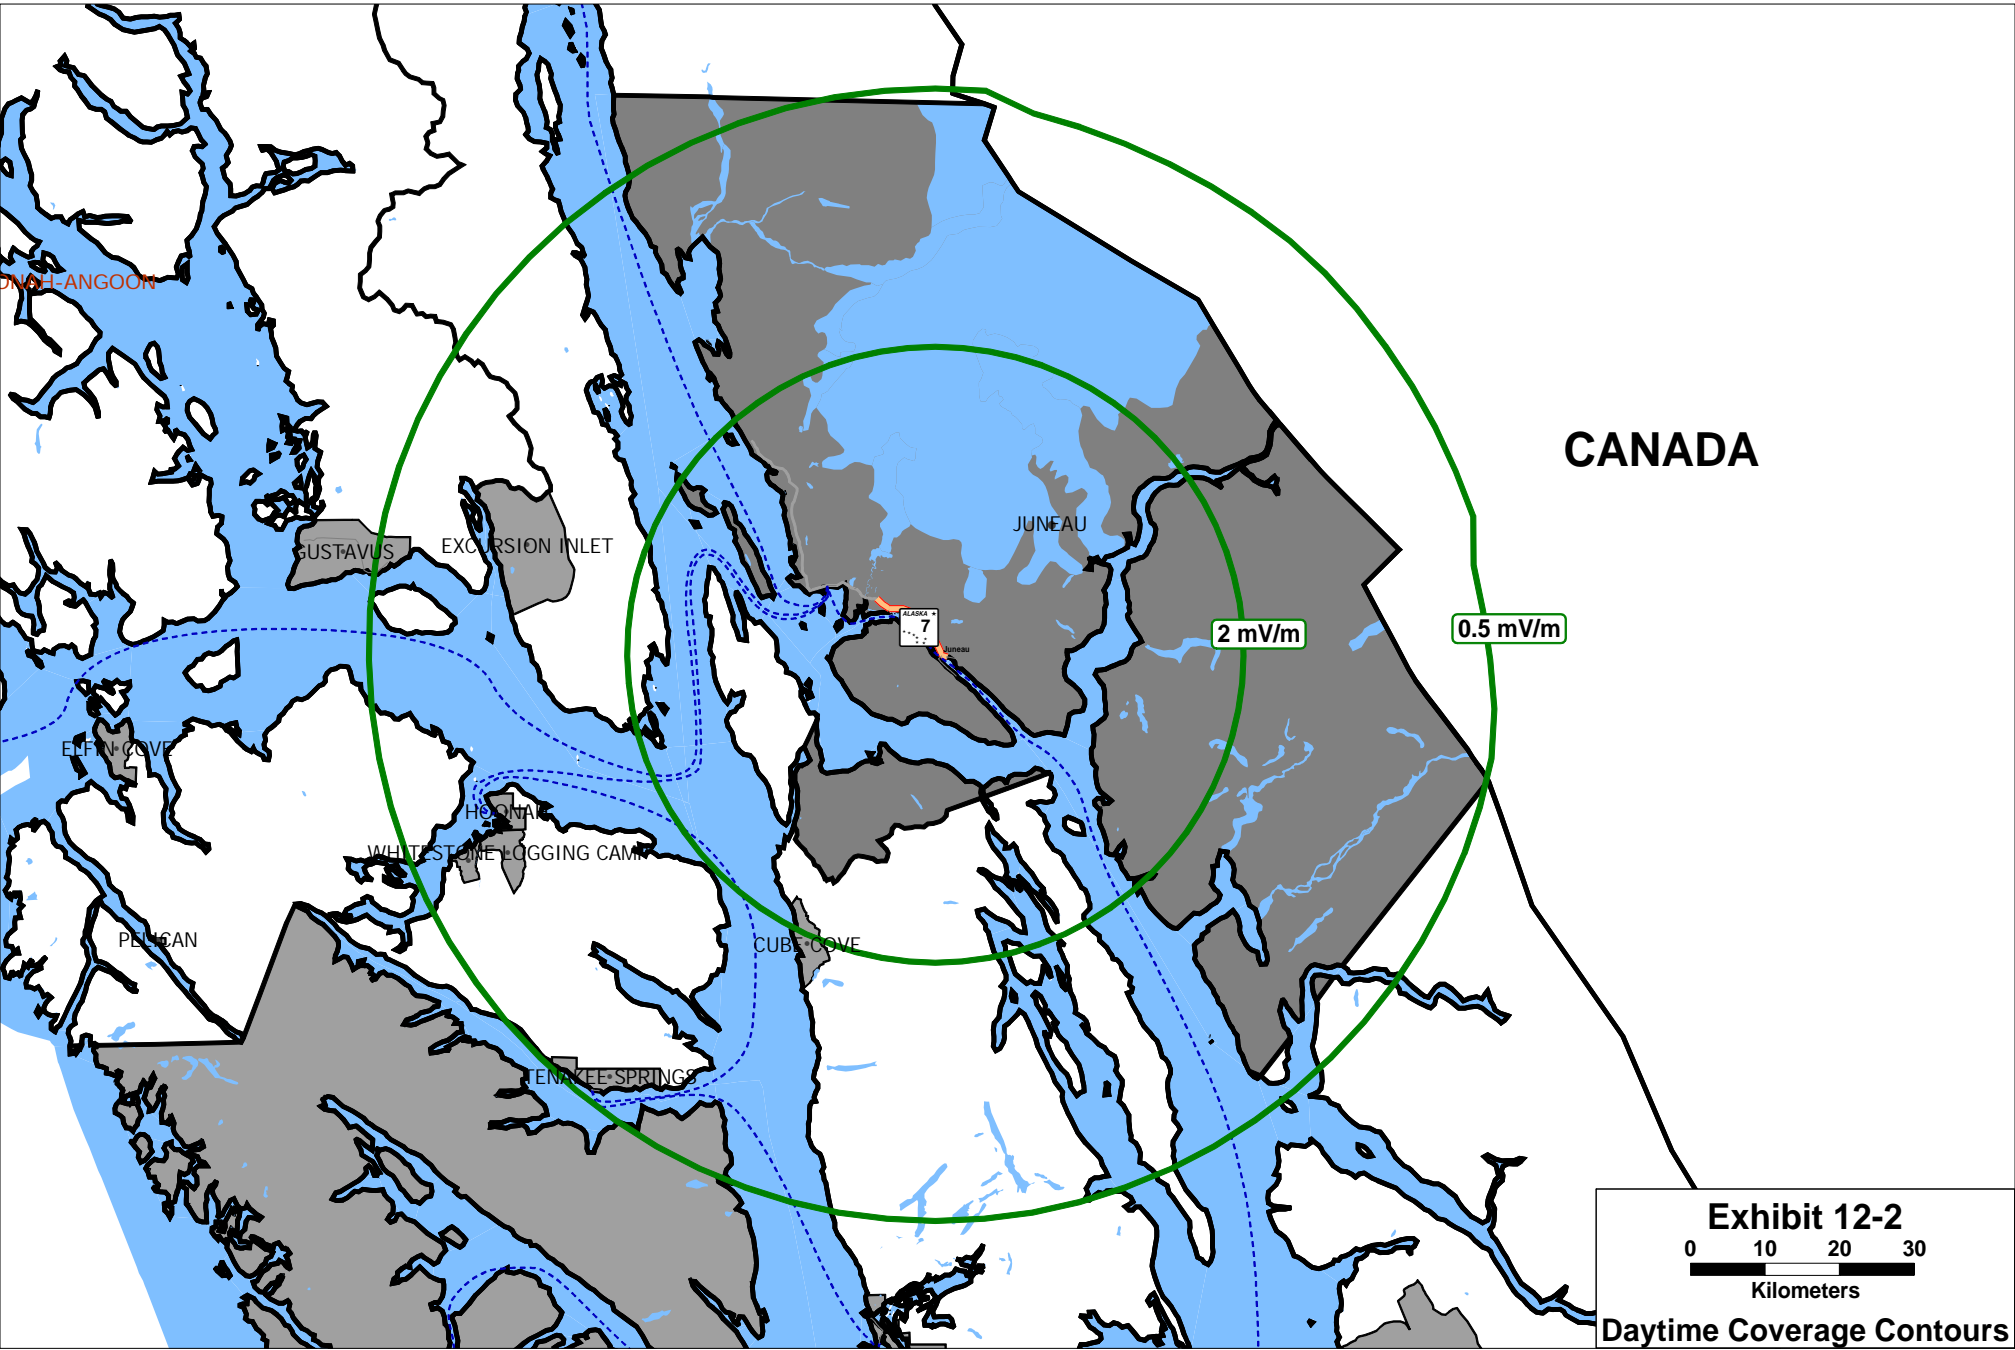 ONAH-ANGOON
CANADA
JUNEAU
GUSTAVUS
EXCURSION INLET
ALASKA
7
Juneau
2 mV/m
0.5 mV/m
ELFIN COVE
HOONAH
WHITESTONE LOGGING CAMP
PELICAN
CUBE COVE
TENAKEE SPRINGS
Exhibit 12-2
0 10 20 30
Kilometers
Daytime Coverage Contours